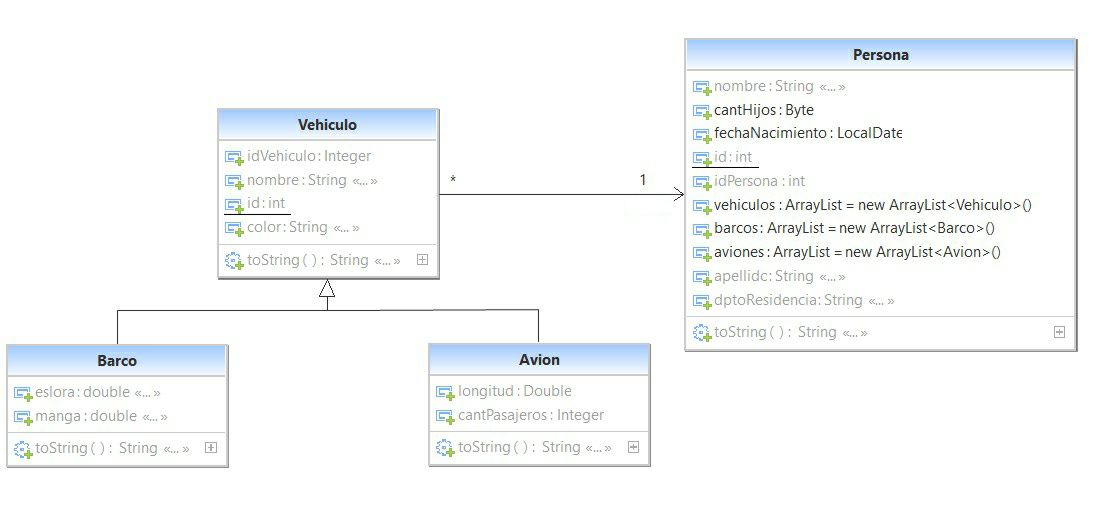 Persona
nombre : String «...»
cantHijos : Byte
fechaNacimiento : LocalDate
id : int
idPersona : int
vehiculos : ArrayList = new ArrayList<Vehiculo>()
barcos : ArrayList = new ArrayList<Barco>()
aviones : ArrayList = new ArrayList<Avion>()
apellidc: String «...»
dptoResidencia: String «...»
toString ( ) : String «...»
Vehiculo
idVehiculo : Integer
nombre : String «...»
id : int
color : String «...»
toString ( ) : String «...»
* 1
Barco
eslora : double «...»
manga : double «...»
toString ( ) : String «...»
Avion
longitud : Double
cantPasajeros : Integer
toString ( ) : String «...»